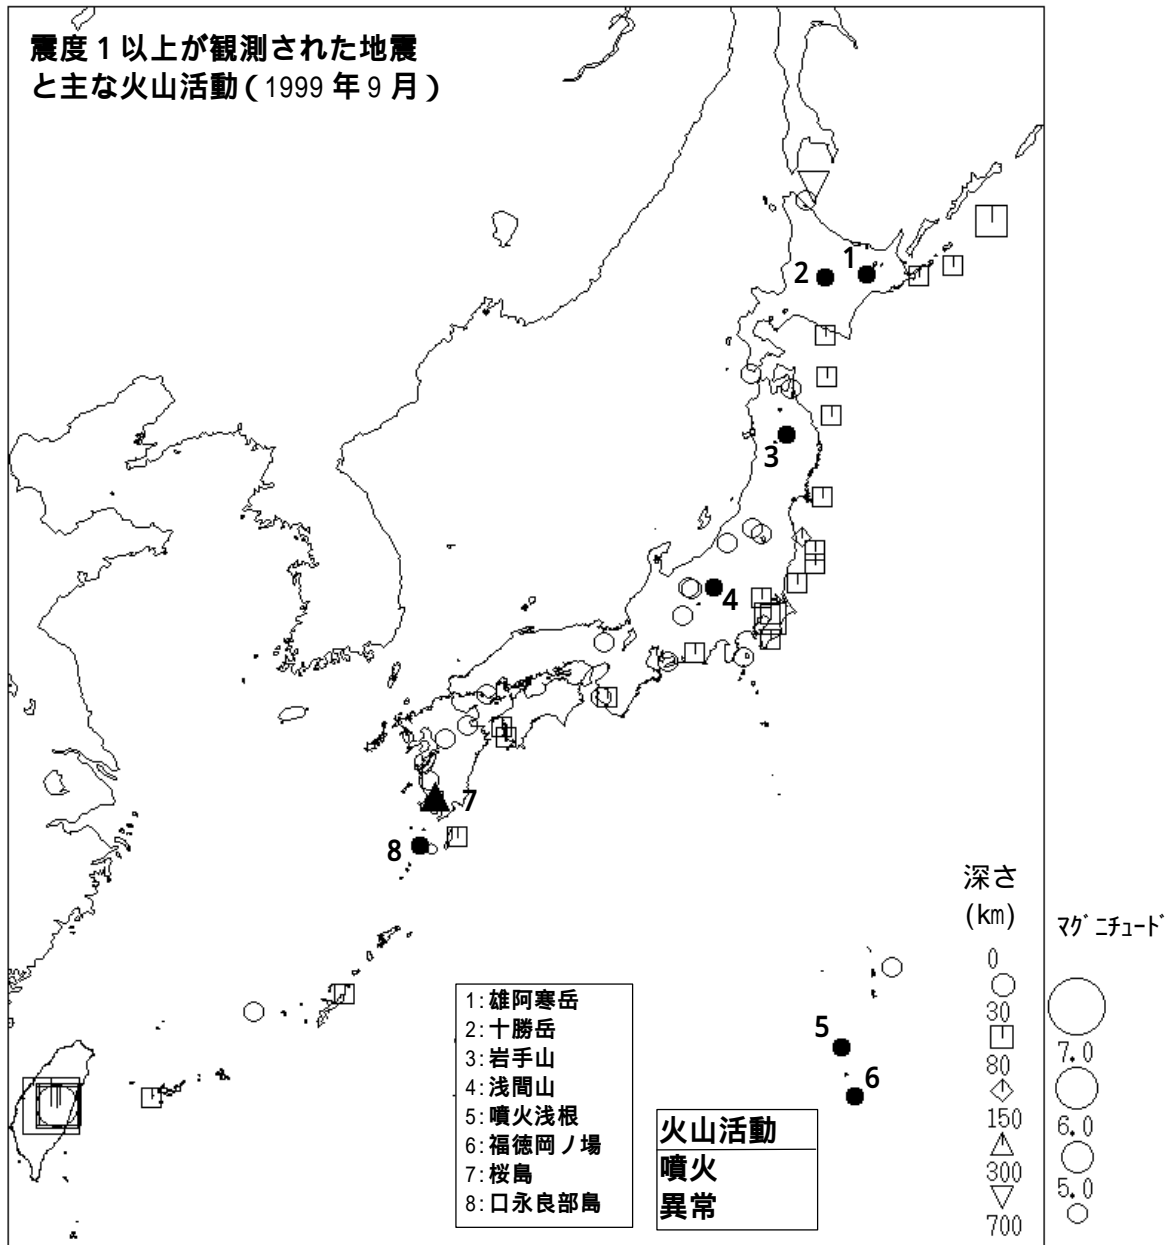 震度1以上が観測された地震
と主な火山活動(1999年9月)
1
2
3
4
7
8
5
6
深さ
(km)
0
30
80
150
300
700
マグニチュード
7.0
6.0
5.0
1:雄阿寒岳
2:十勝岳
3:岩手山
4:浅間山
5:噴火浅根
6:福徳岡ノ場
7:桜島
8:口永良部島
火山活動
噴火
異常